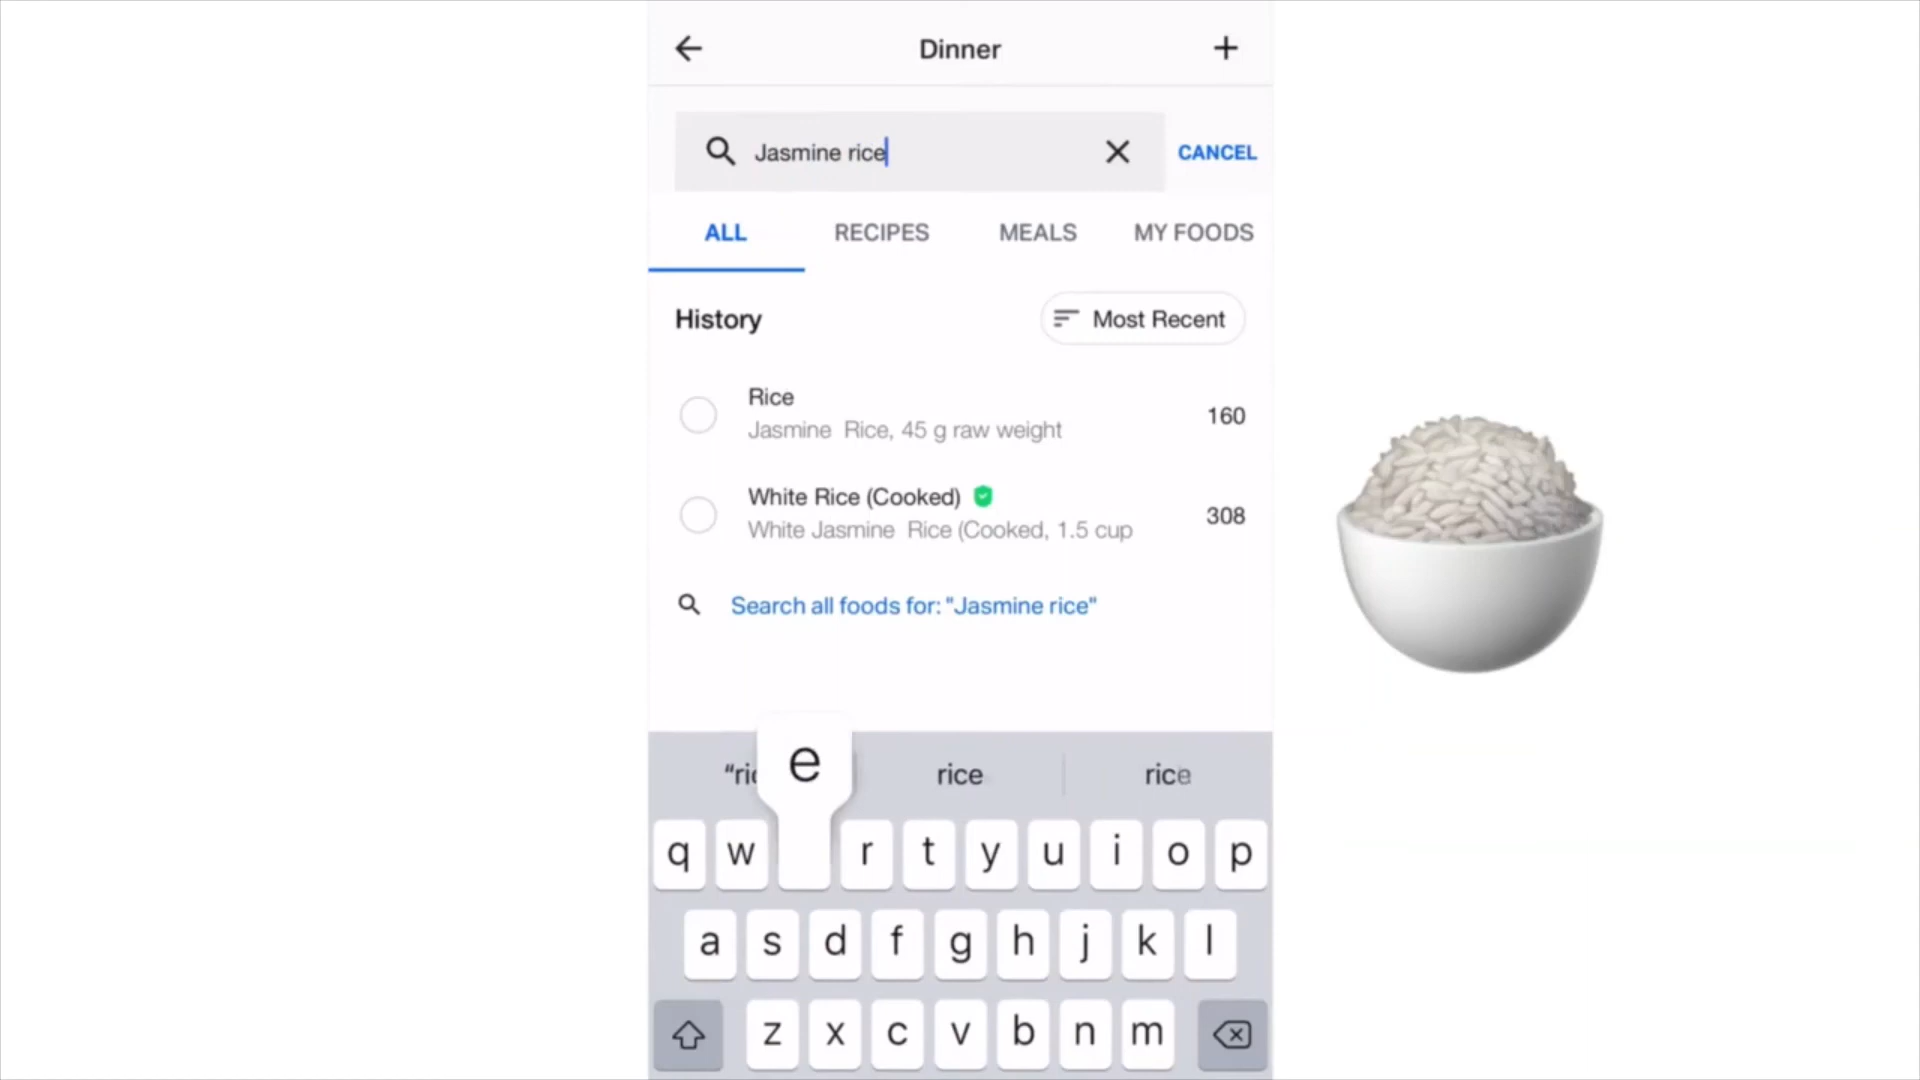 Dinner
Jasmine rice
CANCEL
ALL RECIPES MEALS MY FOODS
History
Most Recent
Rice
Jasmine Rice, 45 g raw weight
160
White Rice (Cooked)
White Jasmine Rice (Cooked, 1.5 cup
308
Search all foods for: "Jasmine rice"
e
rice
rice
q w r t y u i o p
a s d f g h j k l
z x c v b n m